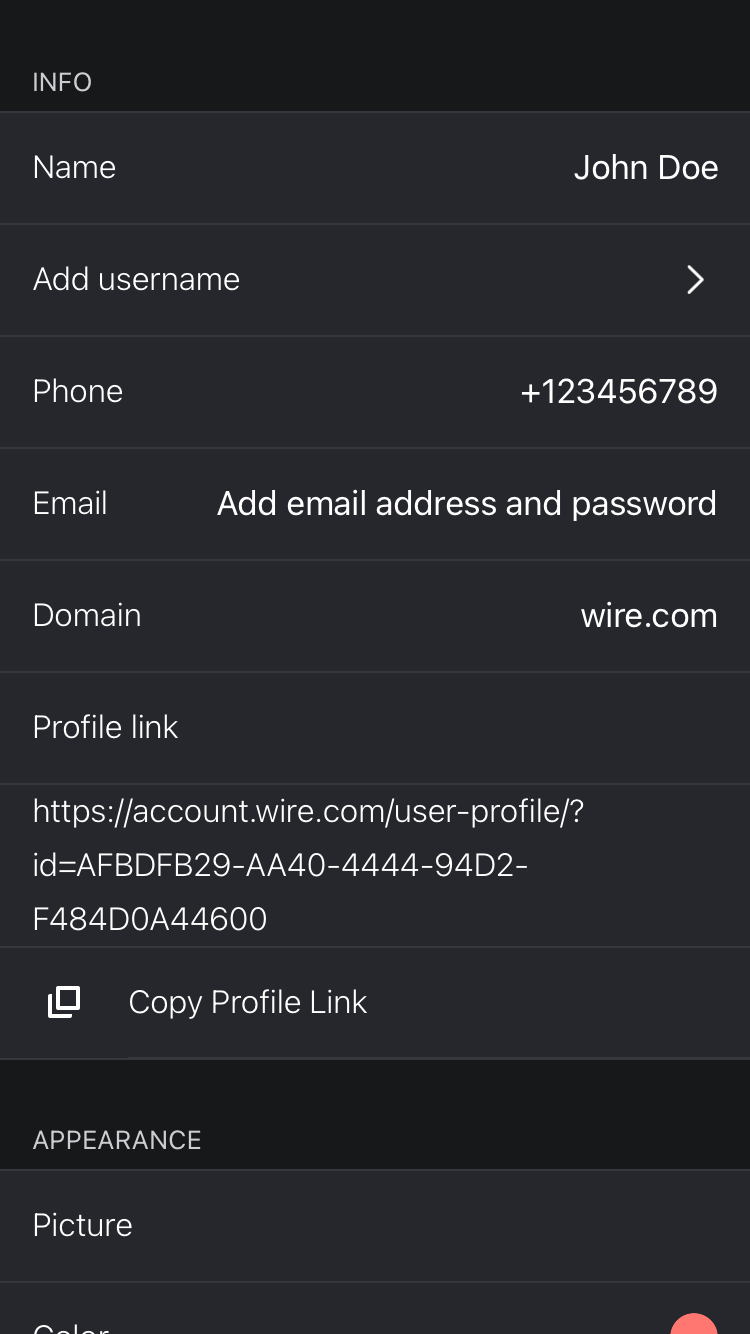 INFO
Name John Doe
Add username
Phone +123456789
Email Add email address and password
Domain wire.com
Profile link
https://account.wire.com/user-profile/?
id=AFBDFB29-AA40-4444-94D2-
F484D0A44600
Copy Profile Link
APPEARANCE
Picture
Color